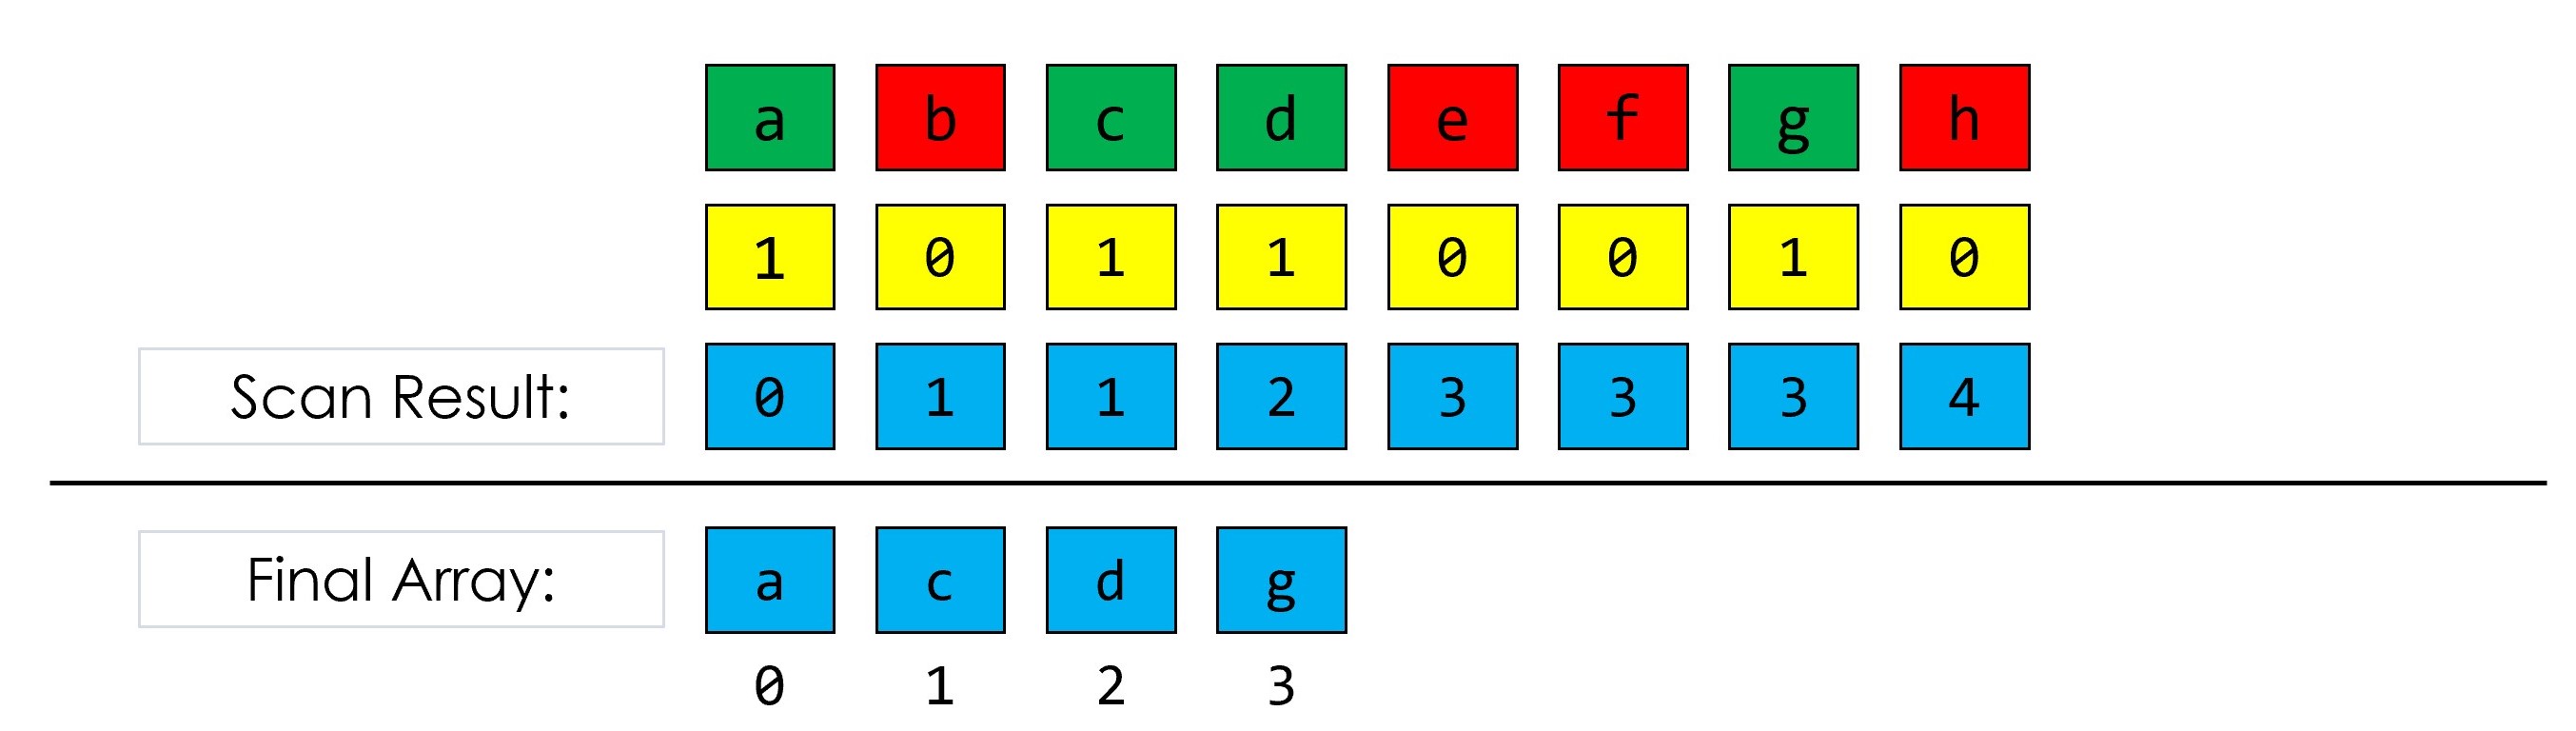 a b c d e f g h
1 0 1 1 0 0 1 0
Scan Result: 0 1 1 2 3 3 3 4
Final Array: a c d g
0 1 2 3